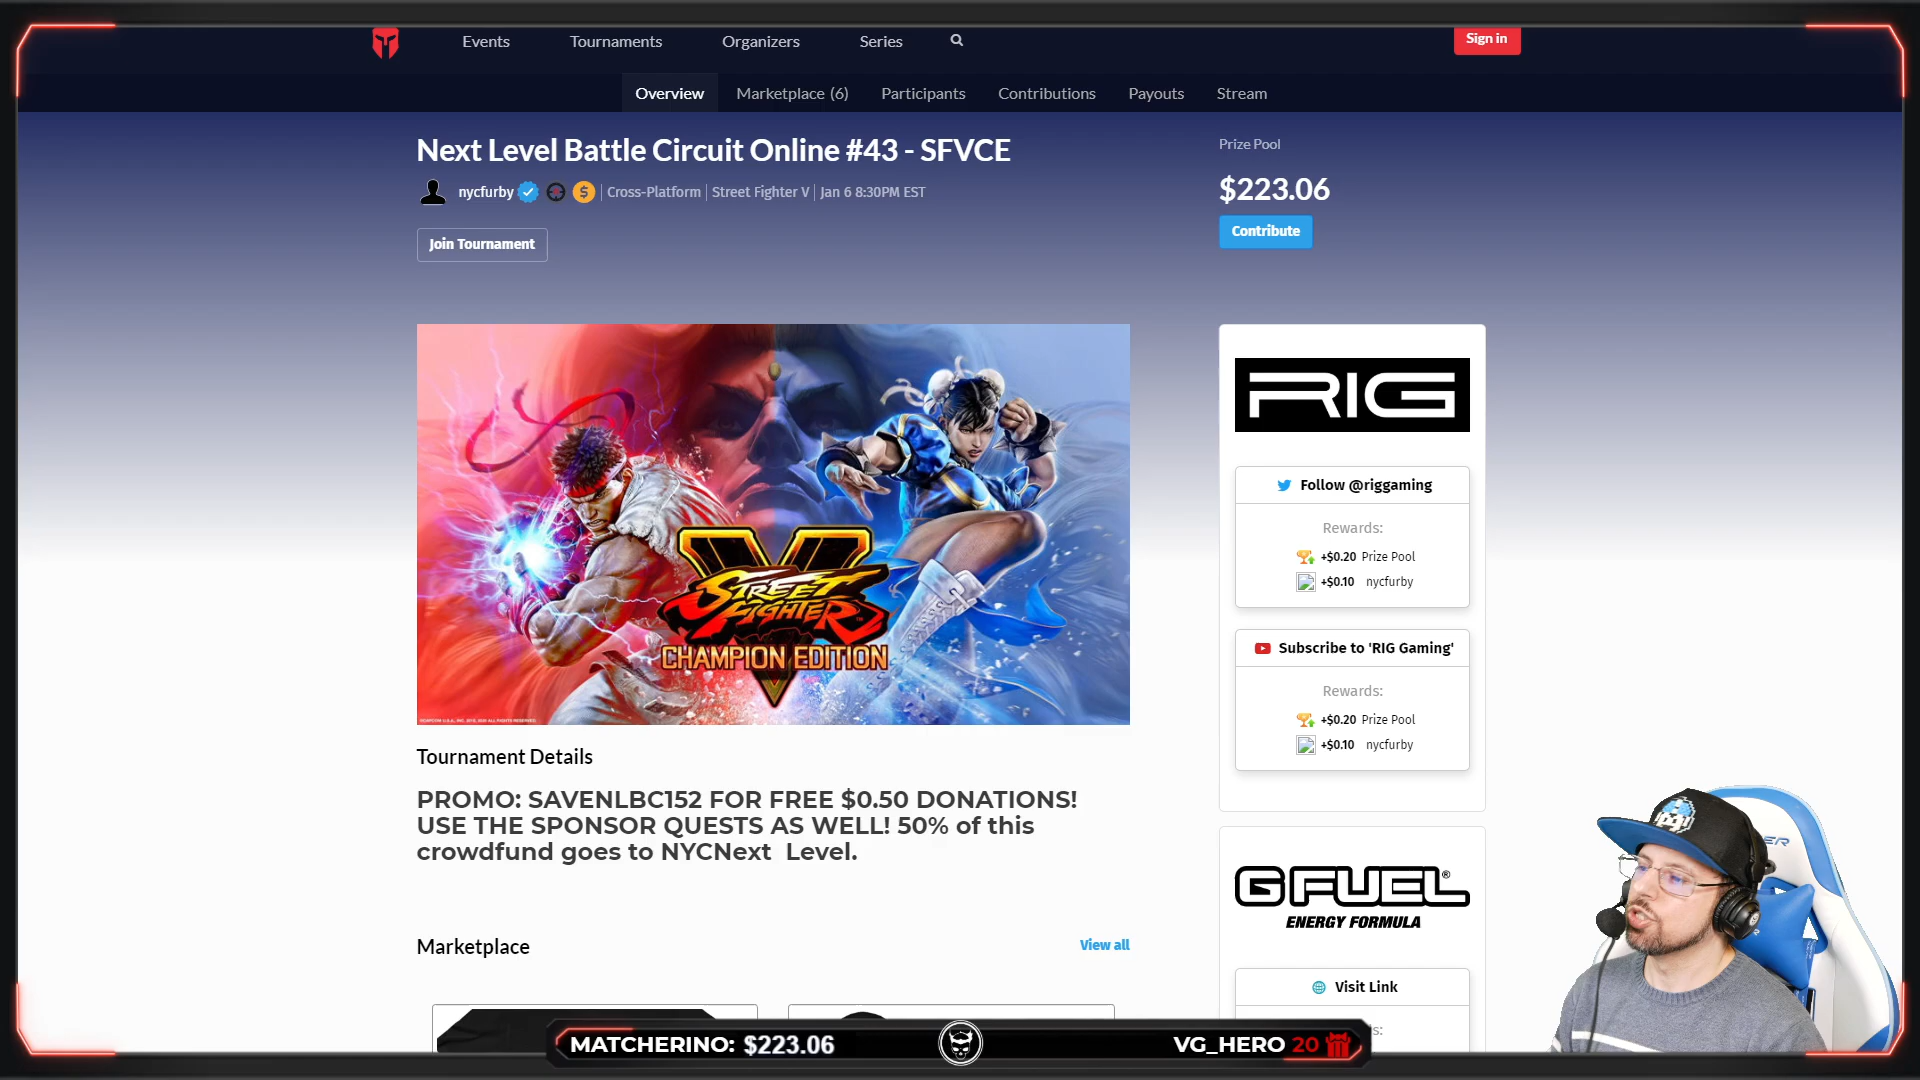 Events Tournaments Organizers Series Sign in
Overview Marketplace (6) Participants Contributions Payouts Stream
Next Level Battle Circuit Online #43 - SFVCE
nycfurby Cross-Platform Street Fighter V Jan 6 8:30PM EST
Join Tournament
Prize Pool
$223.06
Contribute
STREET
FIGHTER
CHAMPION EDITION
RIG
Follow @riggaming
Rewards:
+$0.20 Prize Pool
+$0.10 nycfurby
Subscribe to 'RIG Gaming'
Rewards:
+$0.20 Prize Pool
+$0.10 nycfurby
Tournament Details
PROMO: SAVENLBC152 FOR FREE $0.50 DONATIONS!
USE THE SPONSOR QUESTS AS WELL! 50% of this
crowdfund goes to NYCNext Level.
G FUEL®
ENERGY FORMULA
Marketplace View all
Visit Link
MATCHERINO: $223.06
VG_HERO 20